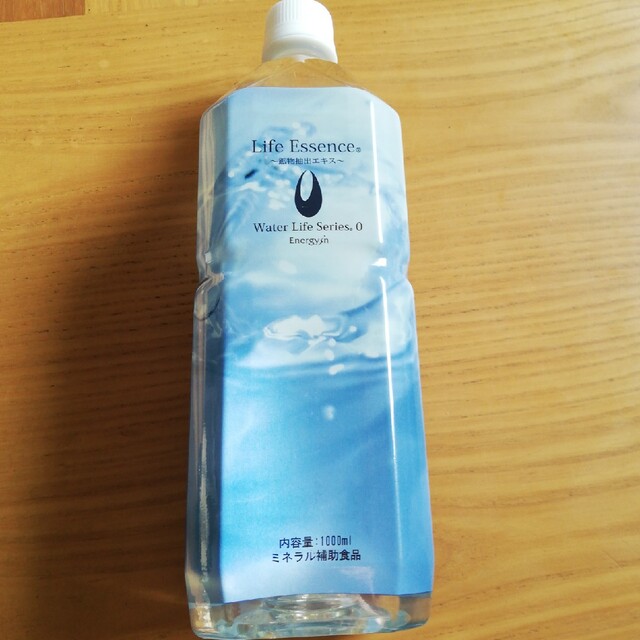 Life Essence®
～鉱物抽出エキス～
Water Life Series® 0
Energy in
内容量:1000ml
ミネラル補助食品